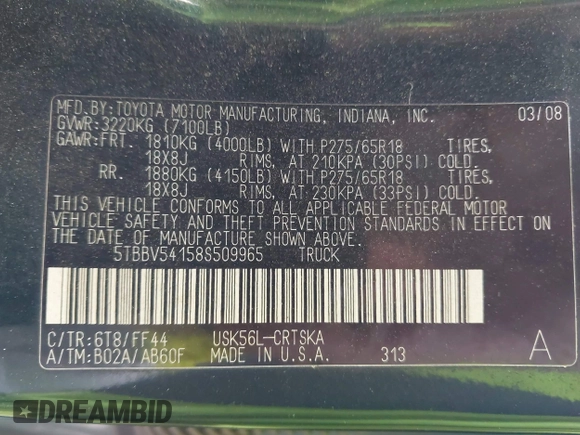 MFD.BY:TOYOTA MOTOR MANUFACTURING, INDIANA, INC. 03/08
GVWR:3220KG (7100LB)
GAWR:FRT. 1810KG (4000LB) WITH P275/65R18 TIRES,
18X8J RIMS, AT 210KPA (30PSI) COLD.
RR. 1880KG (4150LB) WITH P275/65R18 TIRES,
18X8J RIMS, AT 230KPA (33PSI) COLD.
THIS VEHICLE CONFORMS TO ALL APPLICABLE FEDERAL MOTOR
VEHICLE SAFETY AND THEFT PREVENTION STANDARDS IN EFFECT ON
THE DATE OF MANUFACTURE SHOWN ABOVE.
5TBBV54158S509965 TRUCK
C/TR:6T8/FF44 USK56L-CRTSKA
A/TM:B02A/AB60F MADE IN U.S.A. 313 A
DREAMBID